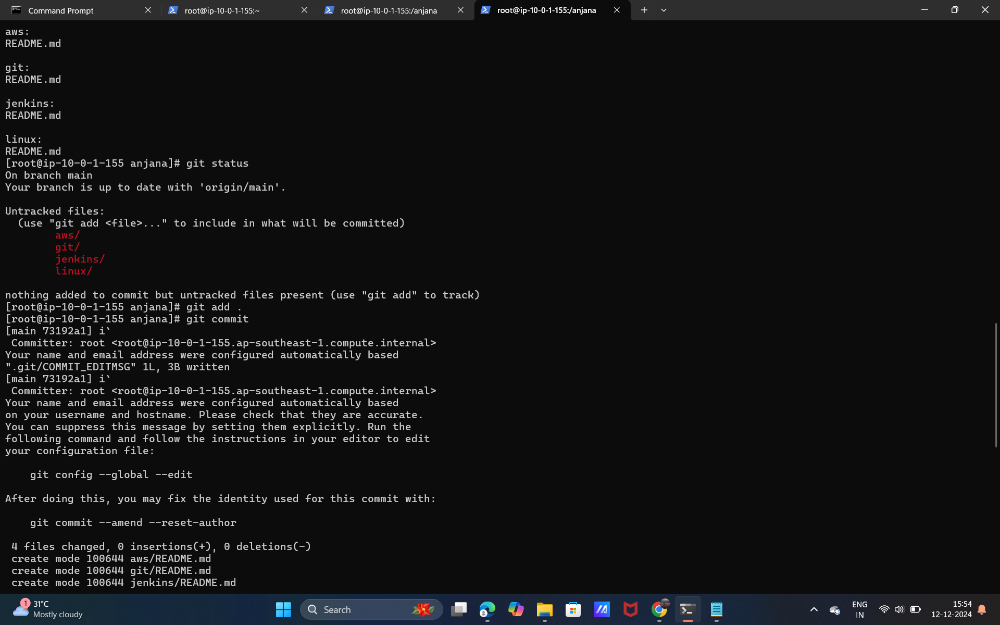 Command Prompt
root@ip-10-0-1-155:~
root@ip-10-0-1-155:/anjana
root@ip-10-0-1-155:/anjana
aws:
README.md
git:
README.md
jenkins:
README.md
linux:
README.md
[root@ip-10-0-1-155 anjana]# git status
On branch main
Your branch is up to date with 'origin/main'.
Untracked files:
  (use "git add <file>..." to include in what will be committed)
        aws/
        git/
        jenkins/
        linux/
nothing added to commit but untracked files present (use "git add" to track)
[root@ip-10-0-1-155 anjana]# git add .
[root@ip-10-0-1-155 anjana]# git commit
[main 73192a1] i`
 Committer: root <root@ip-10-0-1-155.ap-southeast-1.compute.internal>
Your name and email address were configured automatically based
".git/COMMIT_EDITMSG" 1L, 3B written
[main 73192a1] i`
 Committer: root <root@ip-10-0-1-155.ap-southeast-1.compute.internal>
Your name and email address were configured automatically based
on your username and hostname. Please check that they are accurate.
You can suppress this message by setting them explicitly. Run the
following command and follow the instructions in your editor to edit
your configuration file:
    git config --global --edit
After doing this, you may fix the identity used for this commit with:
    git commit --amend --reset-author
 4 files changed, 0 insertions(+), 0 deletions(-)
 create mode 100644 aws/README.md
 create mode 100644 git/README.md
 create mode 100644 jenkins/README.md
1
31°C
Mostly cloudy
Search
ENG
IN
15:54
12-12-2024